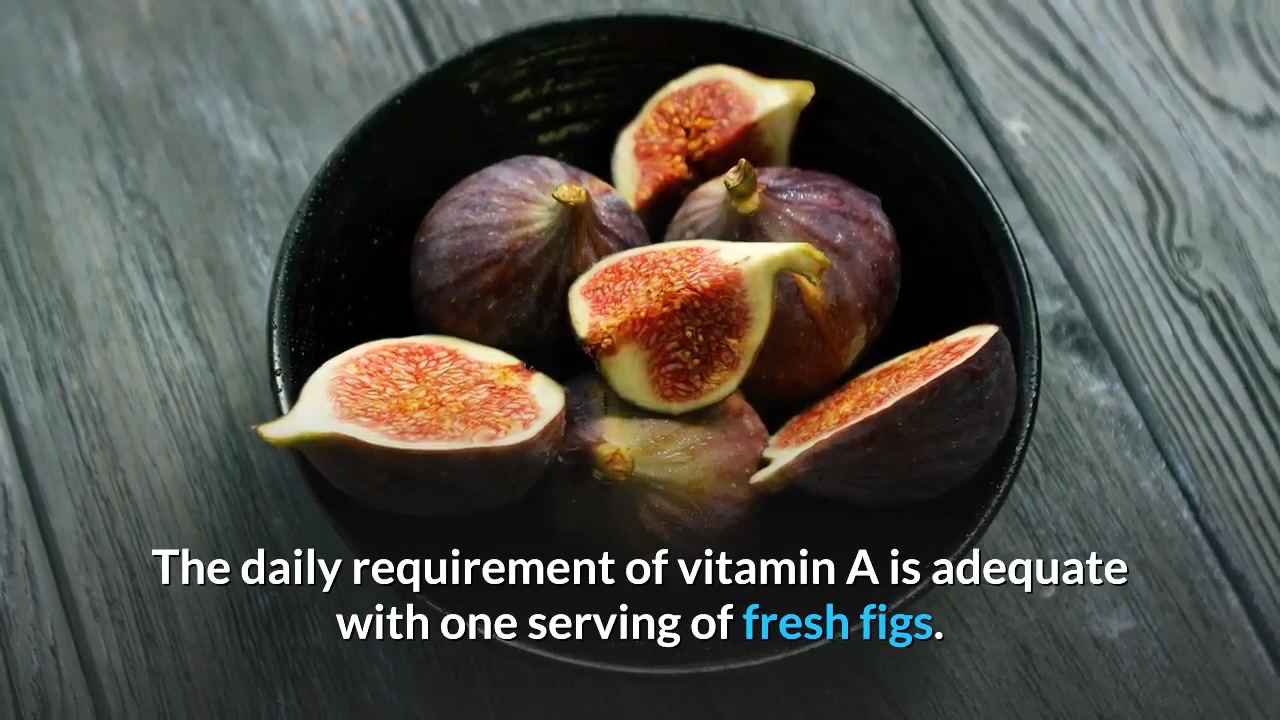 The daily requirement of vitamin A is adequate
with one serving of fresh figs.